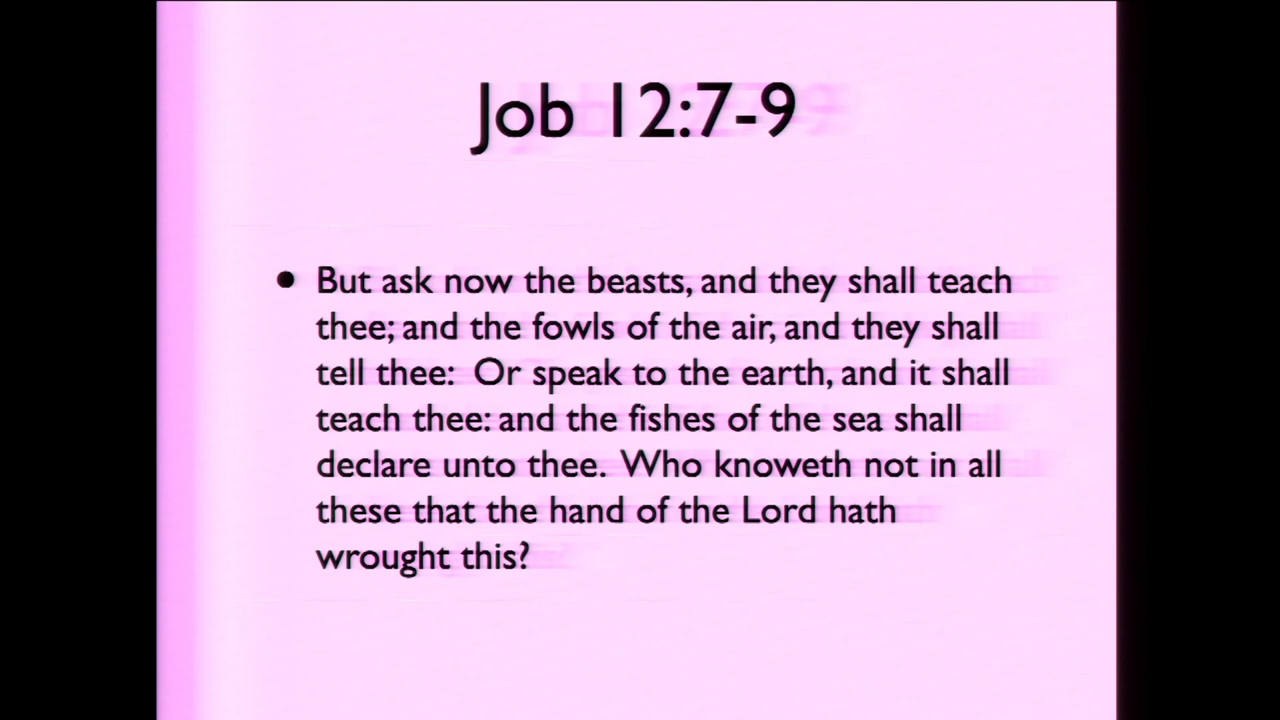 Job 12:7-9
• But ask now the beasts, and they shall teach
thee; and the fowls of the air, and they shall
tell thee:  Or speak to the earth, and it shall
teach thee: and the fishes of the sea shall
declare unto thee.  Who knoweth not in all
these that the hand of the Lord hath
wrought this?